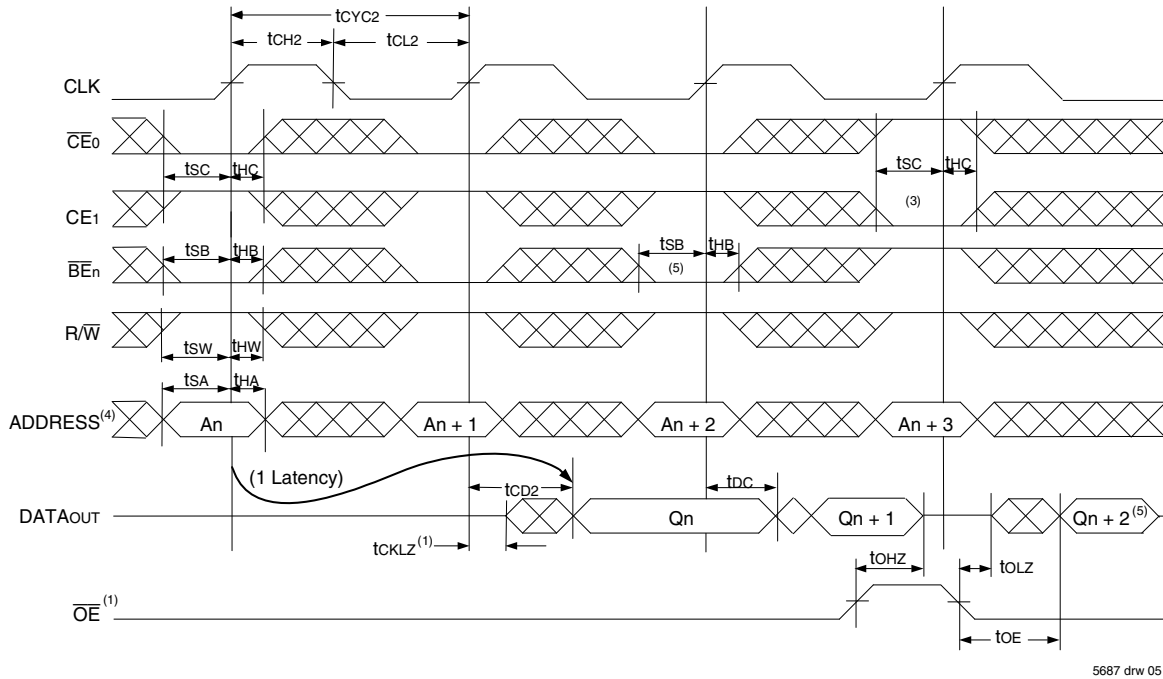 tCYC2
tCH2 tCL2
CLK
CE0
tSC tHC tSC tHC
(3)
CE1
tSB tHB tSB tHB
BEn (5)
R/W
tSW tHW
tSA tHA
ADDRESS(4) An An + 1 An + 2 An + 3
(1 Latency) tCD2 tDC
DATAOUT Qn Qn + 1 Qn + 2(5)
tCKLZ(1)
tOHZ tOLZ
OE(1)
tOE
5687 drw 05